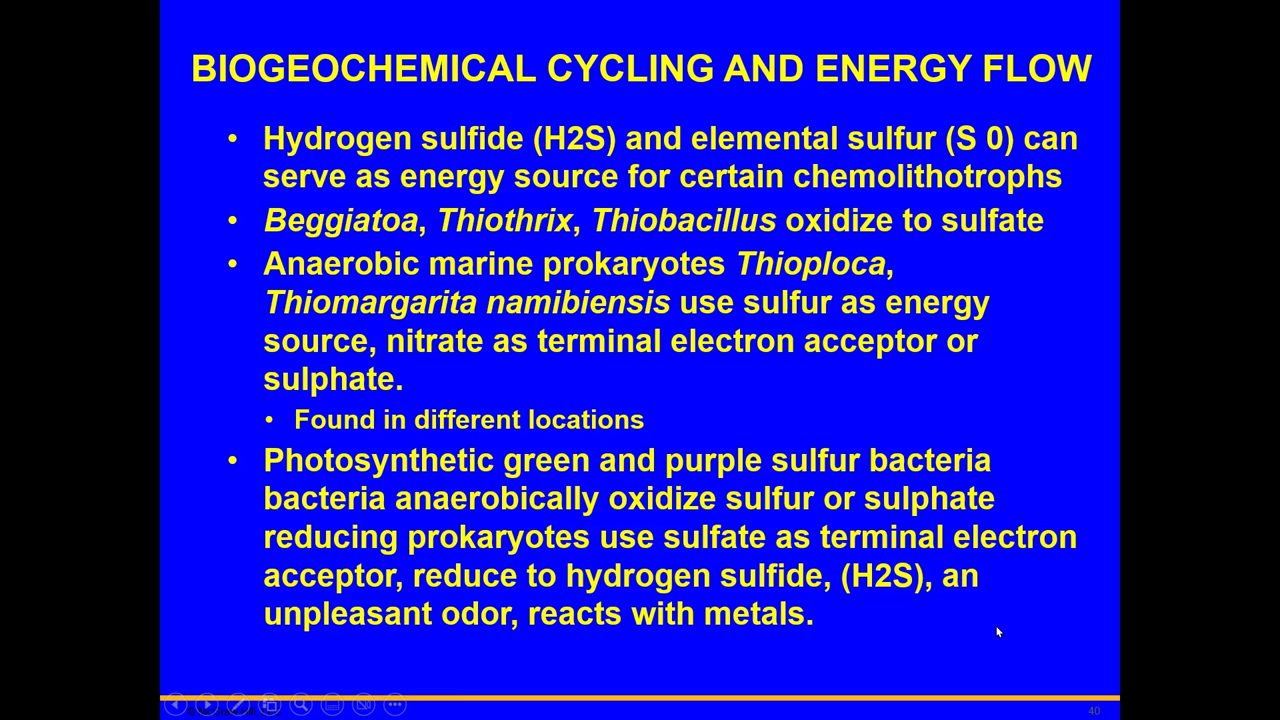 BIOGEOCHEMICAL CYCLING AND ENERGY FLOW
• Hydrogen sulfide (H2S) and elemental sulfur (S 0) can
serve as energy source for certain chemolithotrophs
• Beggiatoa, Thiothrix, Thiobacillus oxidize to sulfate
• Anaerobic marine prokaryotes Thioploca,
Thiomargarita namibiensis use sulfur as energy
source, nitrate as terminal electron acceptor or
sulphate.
• Found in different locations
• Photosynthetic green and purple sulfur bacteria
bacteria anaerobically oxidize sulfur or sulphate
reducing prokaryotes use sulfate as terminal electron
acceptor, reduce to hydrogen sulfide, (H2S), an
unpleasant odor, reacts with metals.
40